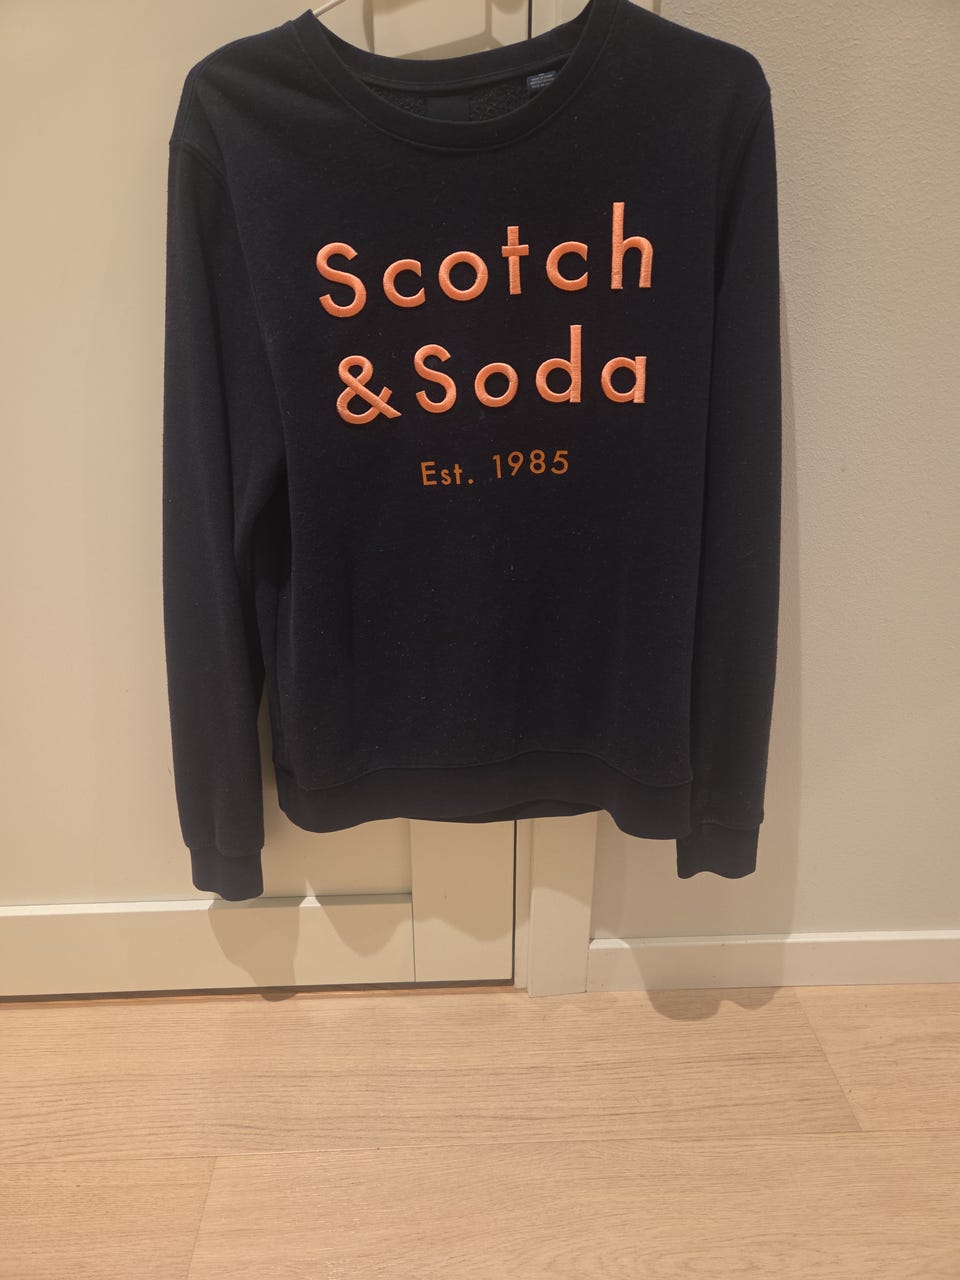 Scotch
& Soda
Est. 1985